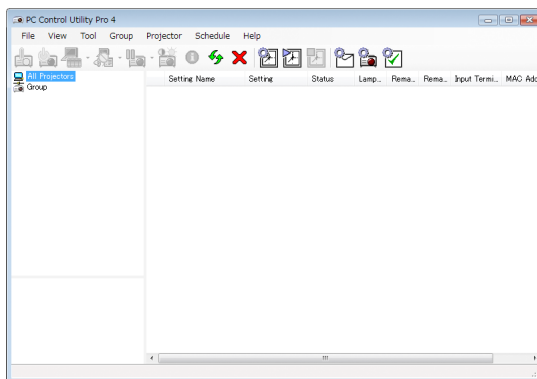 PC Control Utility Pro 4
File View Tool Group Projector Schedule Help
All Projectors
Group
Setting Name Setting Status Lamp... Rema... Rema... Input Termi... MAC Add